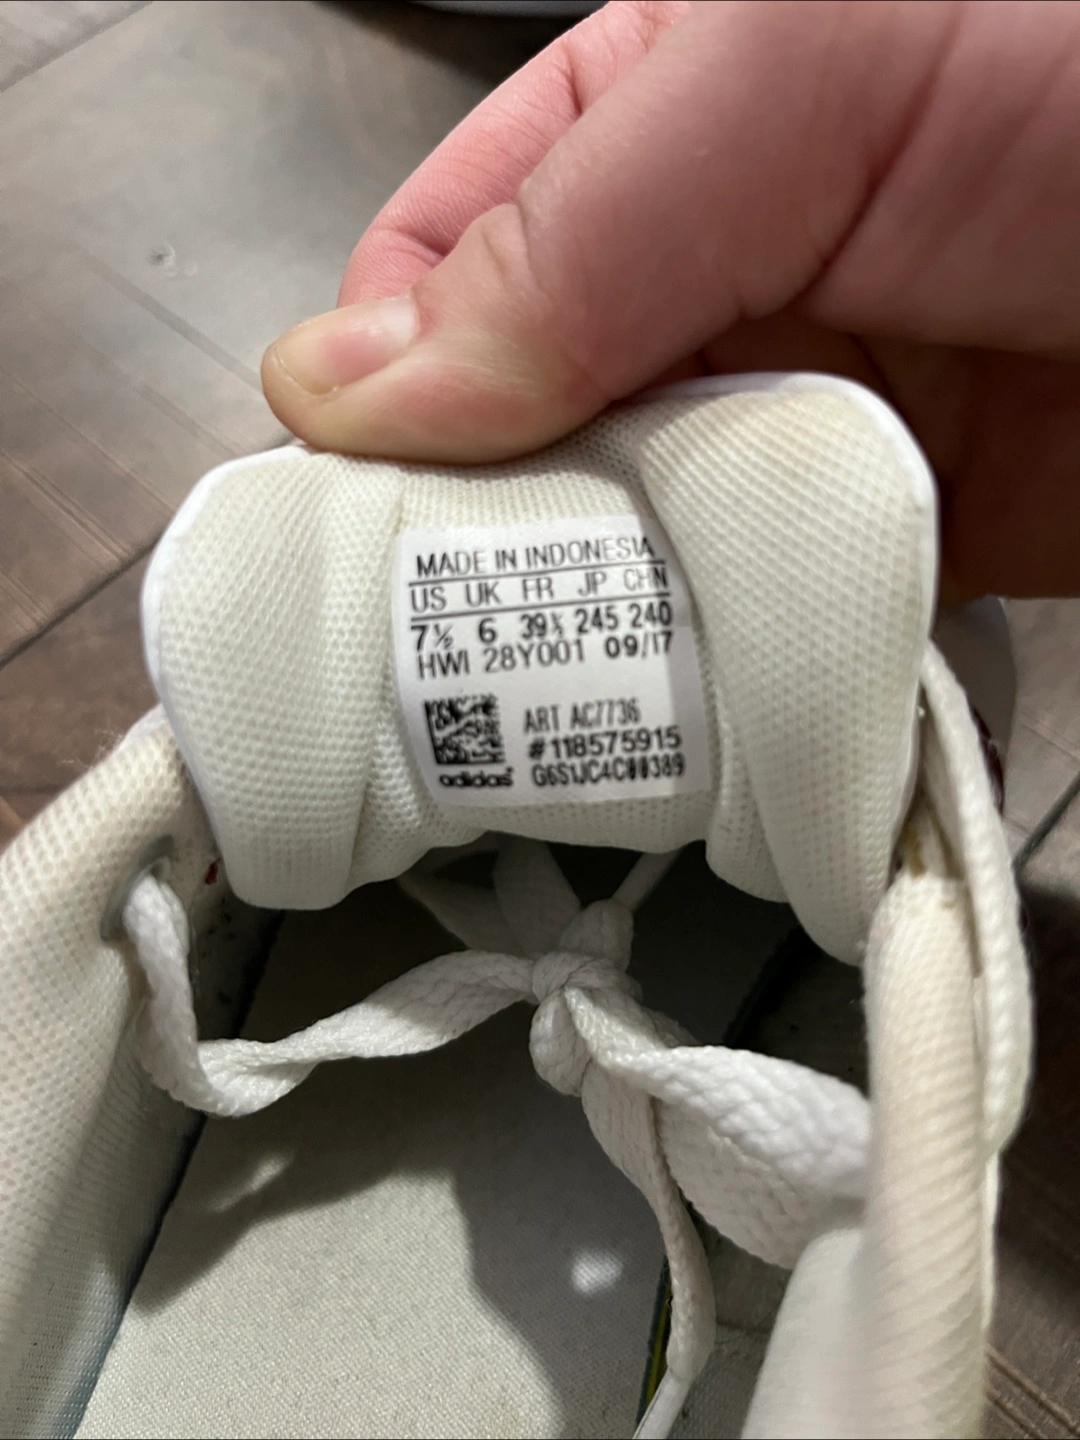 MADE IN INDONESIA
US UK FR JP CHN
7½ 6 39⅓ 245 240
HWI 28Y001 09/17
ART AC7736
#118575915
adidas G6S1JC4C00389